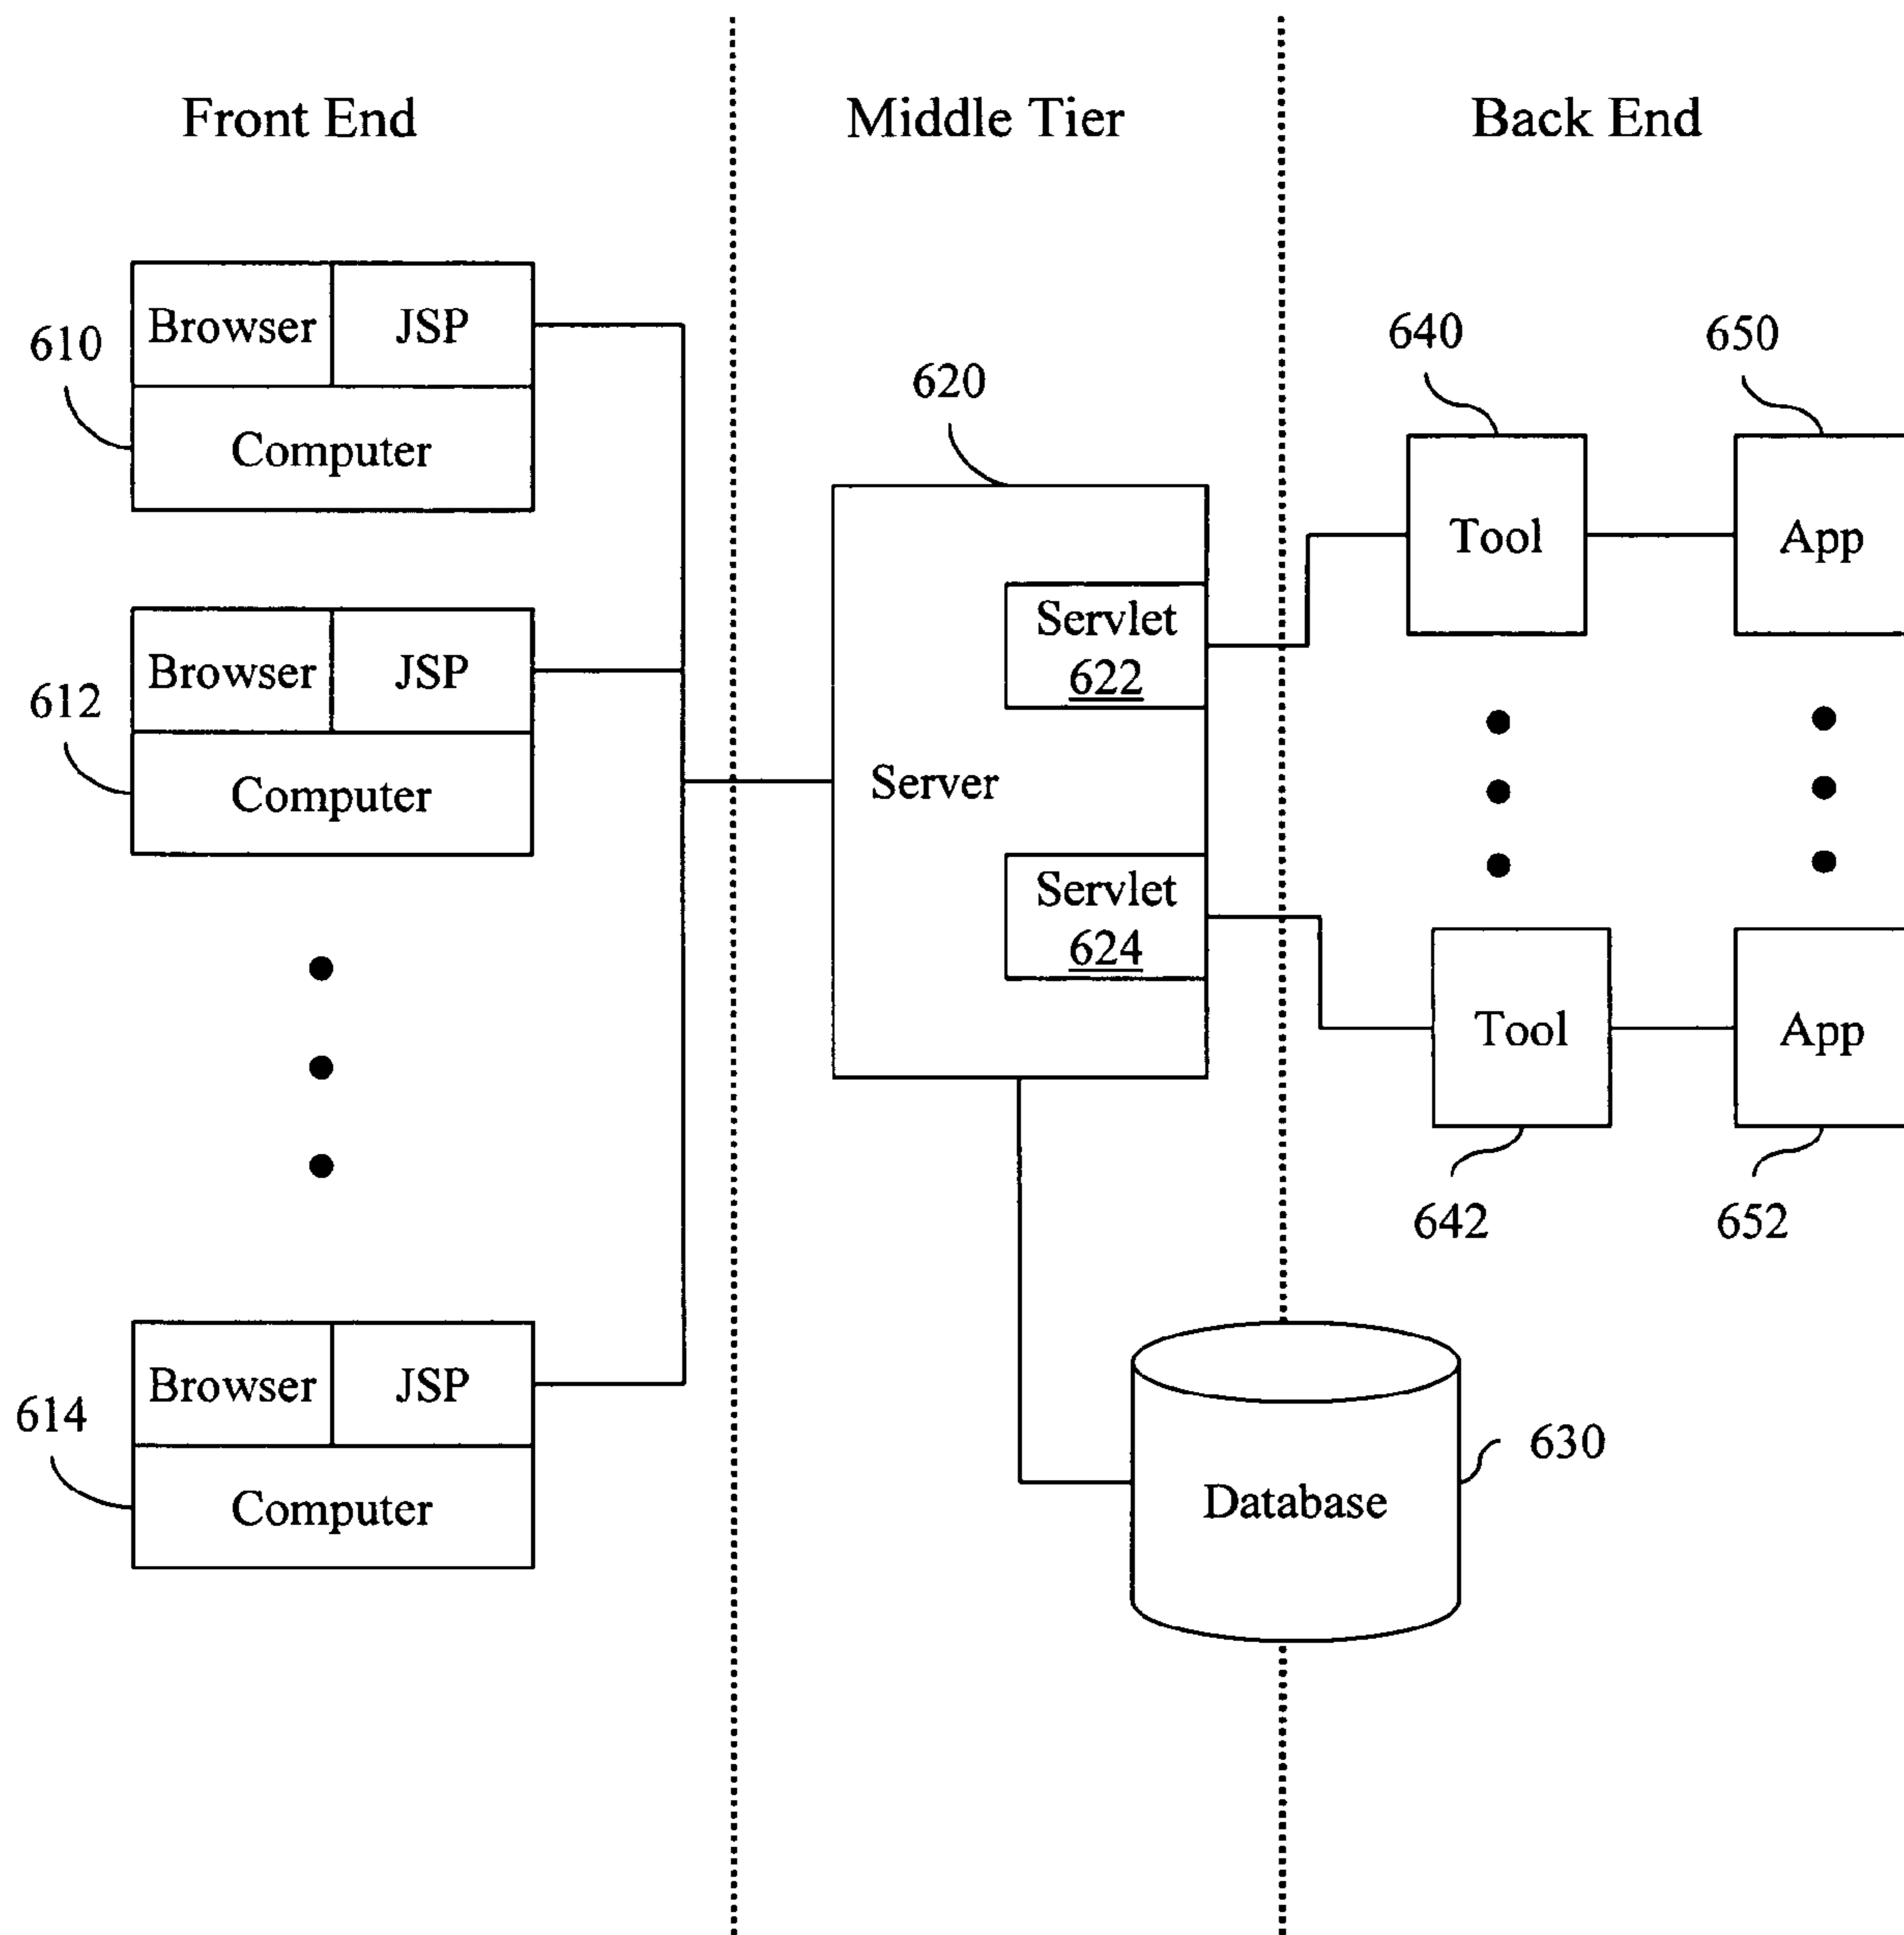 Front End
Middle Tier
Back End
Browser
JSP
610
Computer
Browser
JSP
612
Computer
Browser
JSP
614
Computer
620
Servlet
622
Server
Servlet
624
640
650
Tool
App
Tool
App
642
652
630
Database